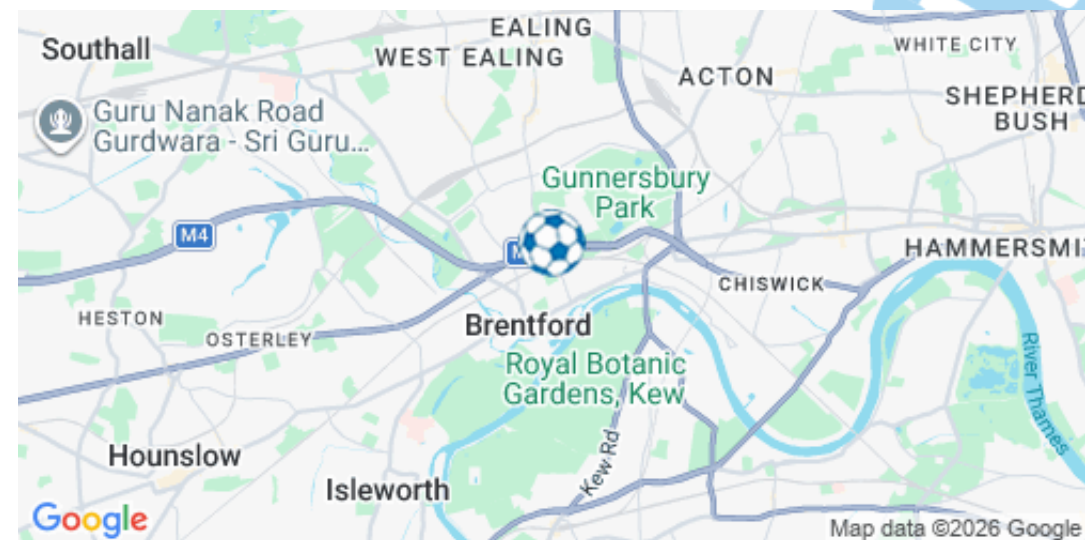 EALING
Southall
WEST EALING
WHITE CITY
ACTON
SHEPHERD
BUSH
Guru Nanak Road
Gurdwara - Sri Guru...
Gunnersbury
Park
M4
M
HAMMERSMI
CHISWICK
HESTON
Brentford
OSTERLEY
Royal Botanic
Gardens, Kew
River Thames
Hounslow
Kew Rd
Isleworth
Google
Map data ©2026 Google